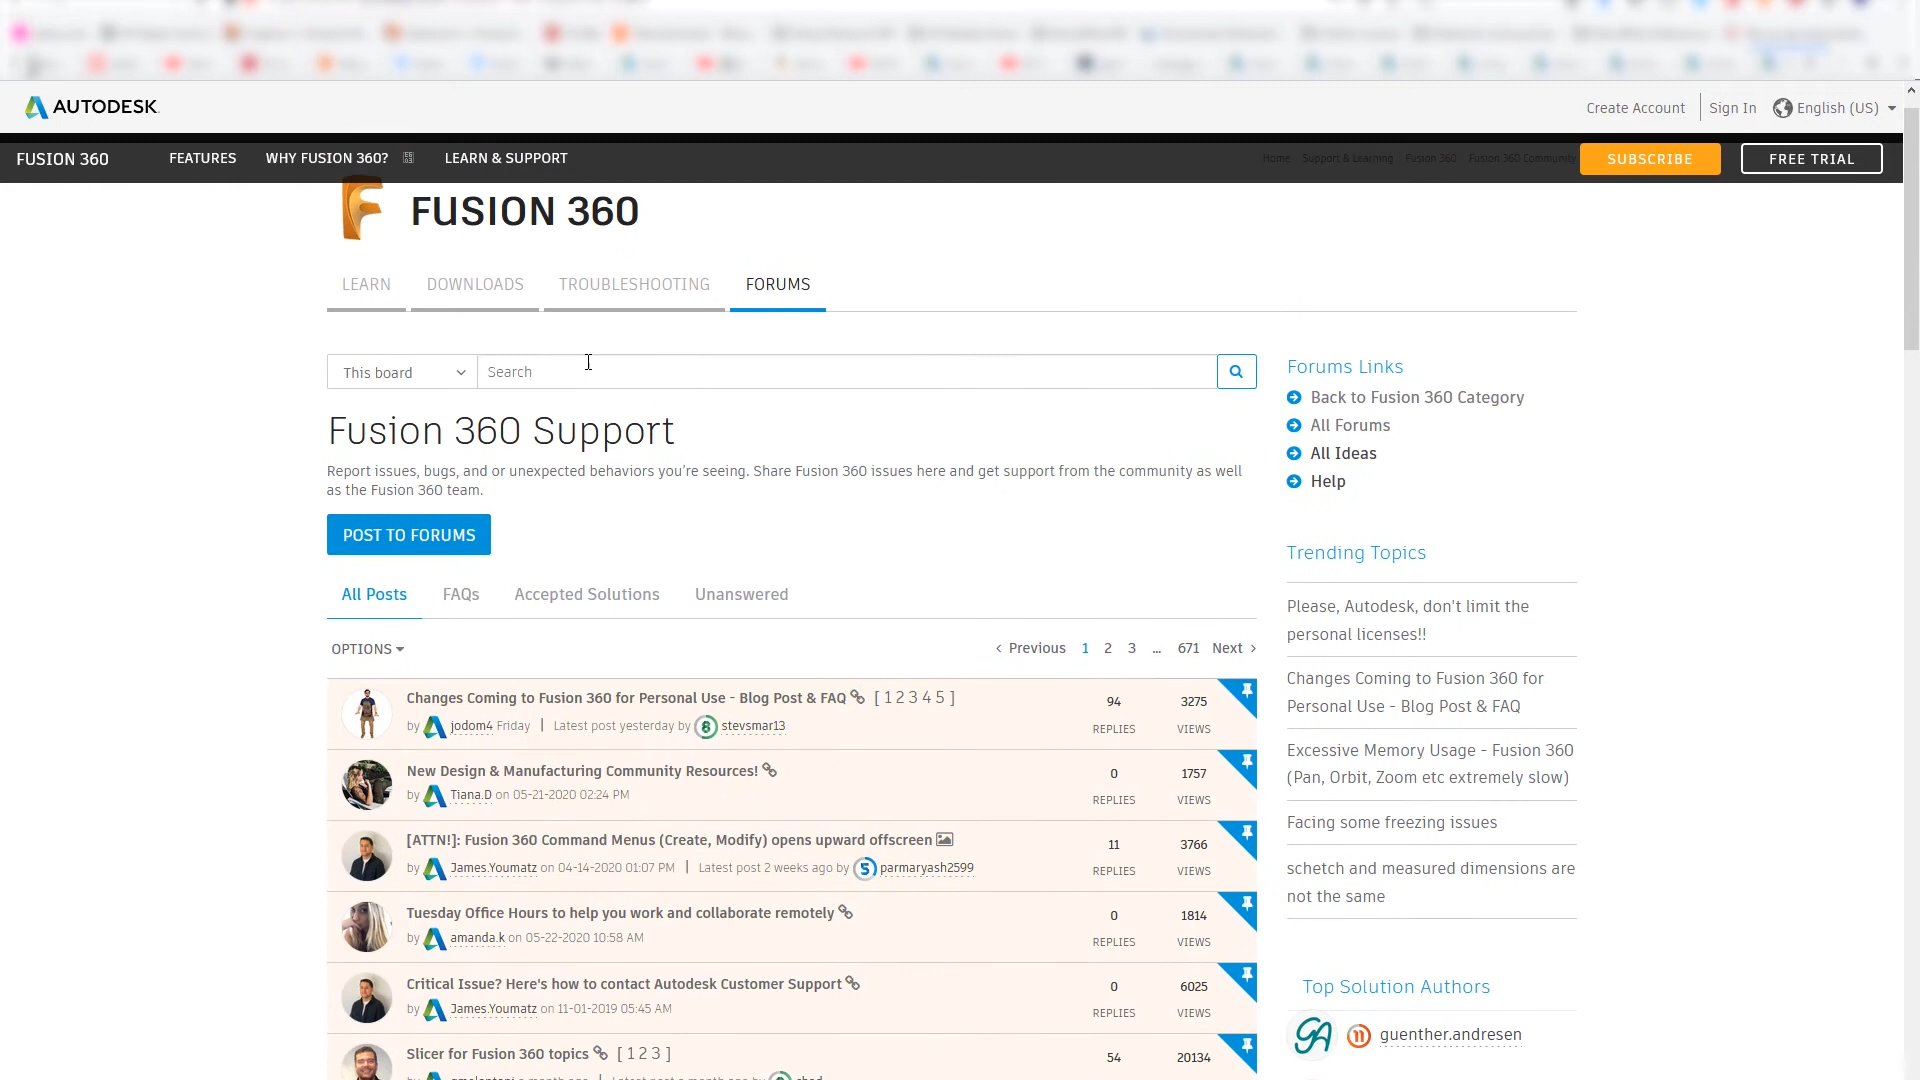 AUTODESK.
Create Account
Sign In
English (US)
FUSION 360
FEATURES
WHY FUSION 360?
LEARN & SUPPORT
Home Support & Learning Fusion 360 Fusion 360 Community
SUBSCRIBE
FREE TRIAL
FUSION 360
LEARN
DOWNLOADS
TROUBLESHOOTING
FORUMS
This board
Search
Fusion 360 Support
Report issues, bugs, and or unexpected behaviors you're seeing. Share Fusion 360 issues here and get support from the community as well
as the Fusion 360 team.
POST TO FORUMS
All Posts
FAQs
Accepted Solutions
Unanswered
OPTIONS
Previous 1 2 3 ... 671 Next
Changes Coming to Fusion 360 for Personal Use - Blog Post & FAQ [ 1 2 3 4 5 ]
by jodom4 Friday | Latest post yesterday by 8 stevsmar13
94 REPLIES
3275 VIEWS
New Design & Manufacturing Community Resources!
by Tiana.D on 05-21-2020 02:24 PM
0 REPLIES
1757 VIEWS
[ATTN!]: Fusion 360 Command Menus (Create, Modify) opens upward offscreen
by James.Youmatz on 04-14-2020 01:07 PM | Latest post 2 weeks ago by 5 parmaryash2599
11 REPLIES
3766 VIEWS
Tuesday Office Hours to help you work and collaborate remotely
by amanda.k on 05-22-2020 10:58 AM
0 REPLIES
1814 VIEWS
Critical Issue? Here's how to contact Autodesk Customer Support
by James.Youmatz on 11-01-2019 05:45 AM
0 REPLIES
6025 VIEWS
Slicer for Fusion 360 topics [ 1 2 3 ]
54
20134
Forums Links
Back to Fusion 360 Category
All Forums
All Ideas
Help
Trending Topics
Please, Autodesk, don't limit the
personal licenses!!
Changes Coming to Fusion 360 for
Personal Use - Blog Post & FAQ
Excessive Memory Usage - Fusion 360
(Pan, Orbit, Zoom etc extremely slow)
Facing some freezing issues
schetch and measured dimensions are
not the same
Top Solution Authors
GA 11 guenther.andresen